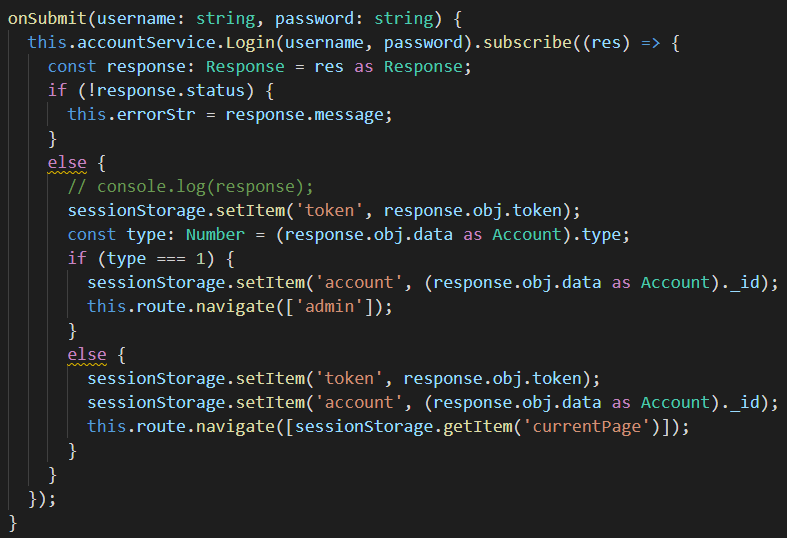 onSubmit(username: string, password: string) {
  this.accountService.Login(username, password).subscribe((res) => {
    const response: Response = res as Response;
    if (!response.status) {
      this.errorStr = response.message;
    }
    else {
      // console.log(response);
      sessionStorage.setItem('token', response.obj.token);
      const type: Number = (response.obj.data as Account).type;
      if (type === 1) {
        sessionStorage.setItem('account', (response.obj.data as Account)._id);
        this.route.navigate(['admin']);
      }
      else {
        sessionStorage.setItem('token', response.obj.token);
        sessionStorage.setItem('account', (response.obj.data as Account)._id);
        this.route.navigate([sessionStorage.getItem('currentPage')]);
      }
    }
  });
}